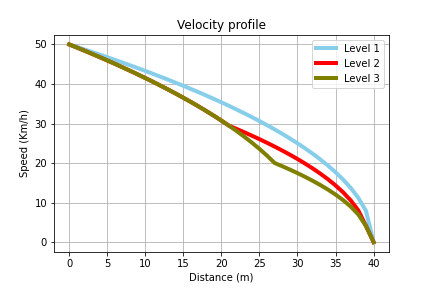 Velocity profile
Level 1
Level 2
Level 3
Speed (Km/h)
50
40
30
20
10
0
0 5 10 15 20 25 30 35 40
Distance (m)